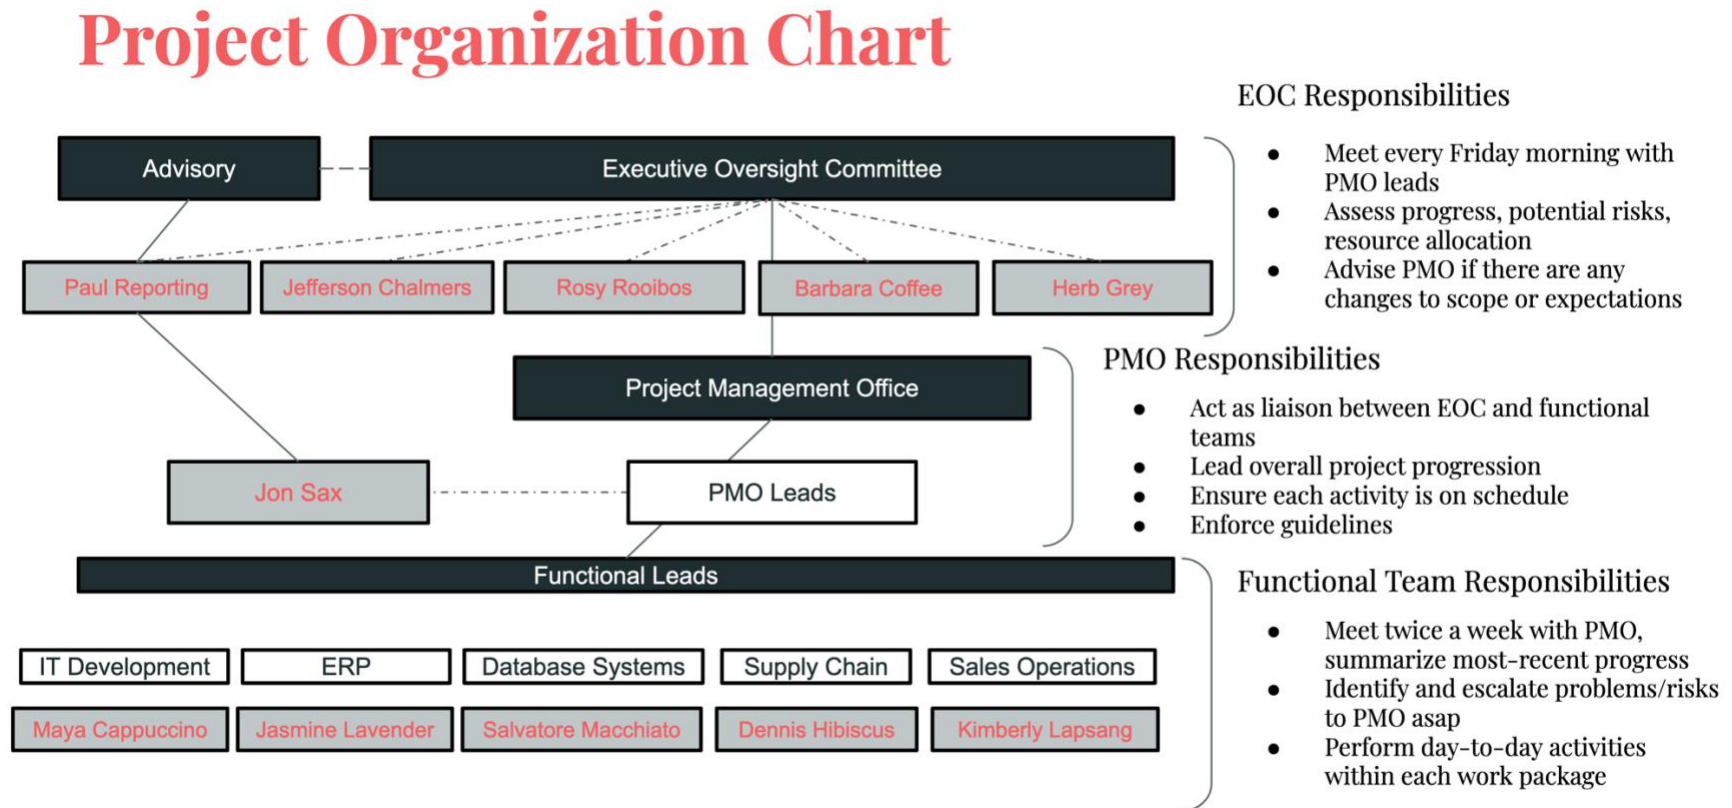 Project Organization Chart
EOC Responsibilities
● Meet every Friday morning with
PMO leads
● Assess progress, potential risks,
resource allocation
● Advise PMO if there are any
changes to scope or expectations
Advisory
Executive Oversight Committee
Paul Reporting
Jefferson Chalmers
Rosy Rooibos
Barbara Coffee
Herb Grey
PMO Responsibilities
● Act as liaison between EOC and functional
teams
● Lead overall project progression
● Ensure each activity is on schedule
● Enforce guidelines
Project Management Office
Jon Sax
PMO Leads
Functional Leads
Functional Team Responsibilities
● Meet twice a week with PMO,
summarize most-recent progress
● Identify and escalate problems/risks
to PMO asap
● Perform day-to-day activities
within each work package
IT Development
ERP
Database Systems
Supply Chain
Sales Operations
Maya Cappuccino
Jasmine Lavender
Salvatore Macchiato
Dennis Hibiscus
Kimberly Lapsang